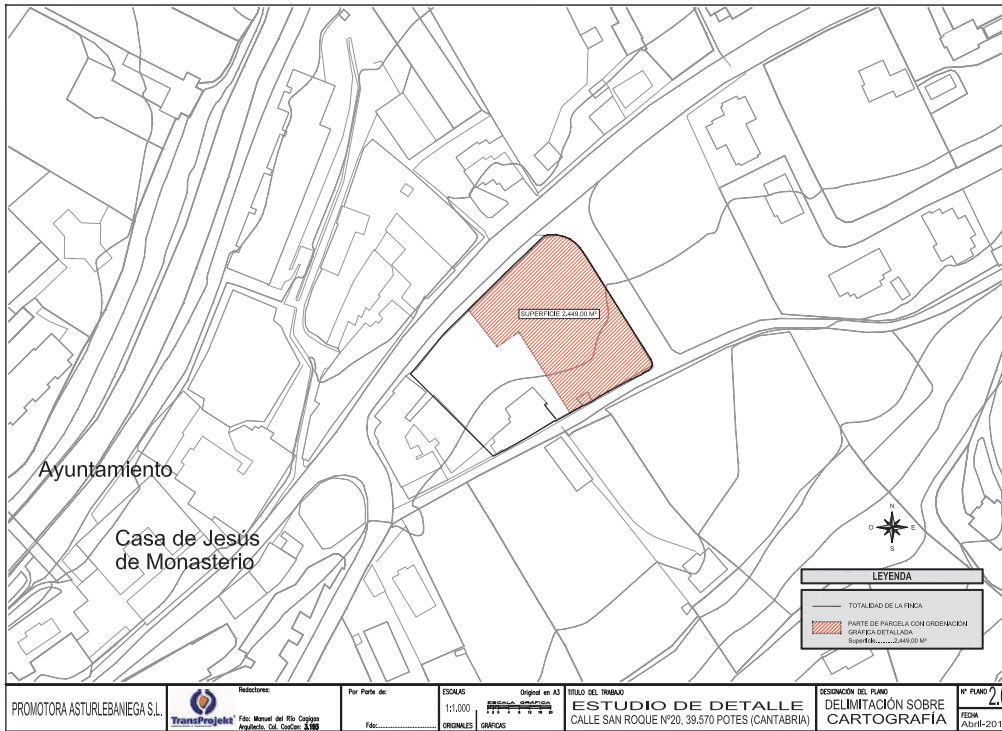 SUPERFICIE 2.449,00 M²
Ayuntamiento
Casa de Jesús
de Monasterio
N
O
E
S
LEYENDA
TOTALIDAD DE LA FINCA
PARTE DE PARCELA CON ORDENACIÓN
GRÁFICA DETALLADA
Superficie.........2.449,00 M²
PROMOTORA ASTURLEBANIEGA S.L.
TransProjekt
Redactores:
Fdo: Manuel del Río Cagigas
Arquitecto. Col. CoaCan: 3.195
Por Parte de:
Fdo:
ESCALAS
1:1.000
ORIGINALES
Original en A3
ESCALA GRÁFICA
GRÁFICAS
TITULO DEL TRABAJO
ESTUDIO DE DETALLE
CALLE SAN ROQUE Nº20, 39.570 POTES (CANTABRIA)
DESIGNACIÓN DEL PLANO
DELIMITACIÓN SOBRE
CARTOGRAFÍA
Nº PLANO
FECHA